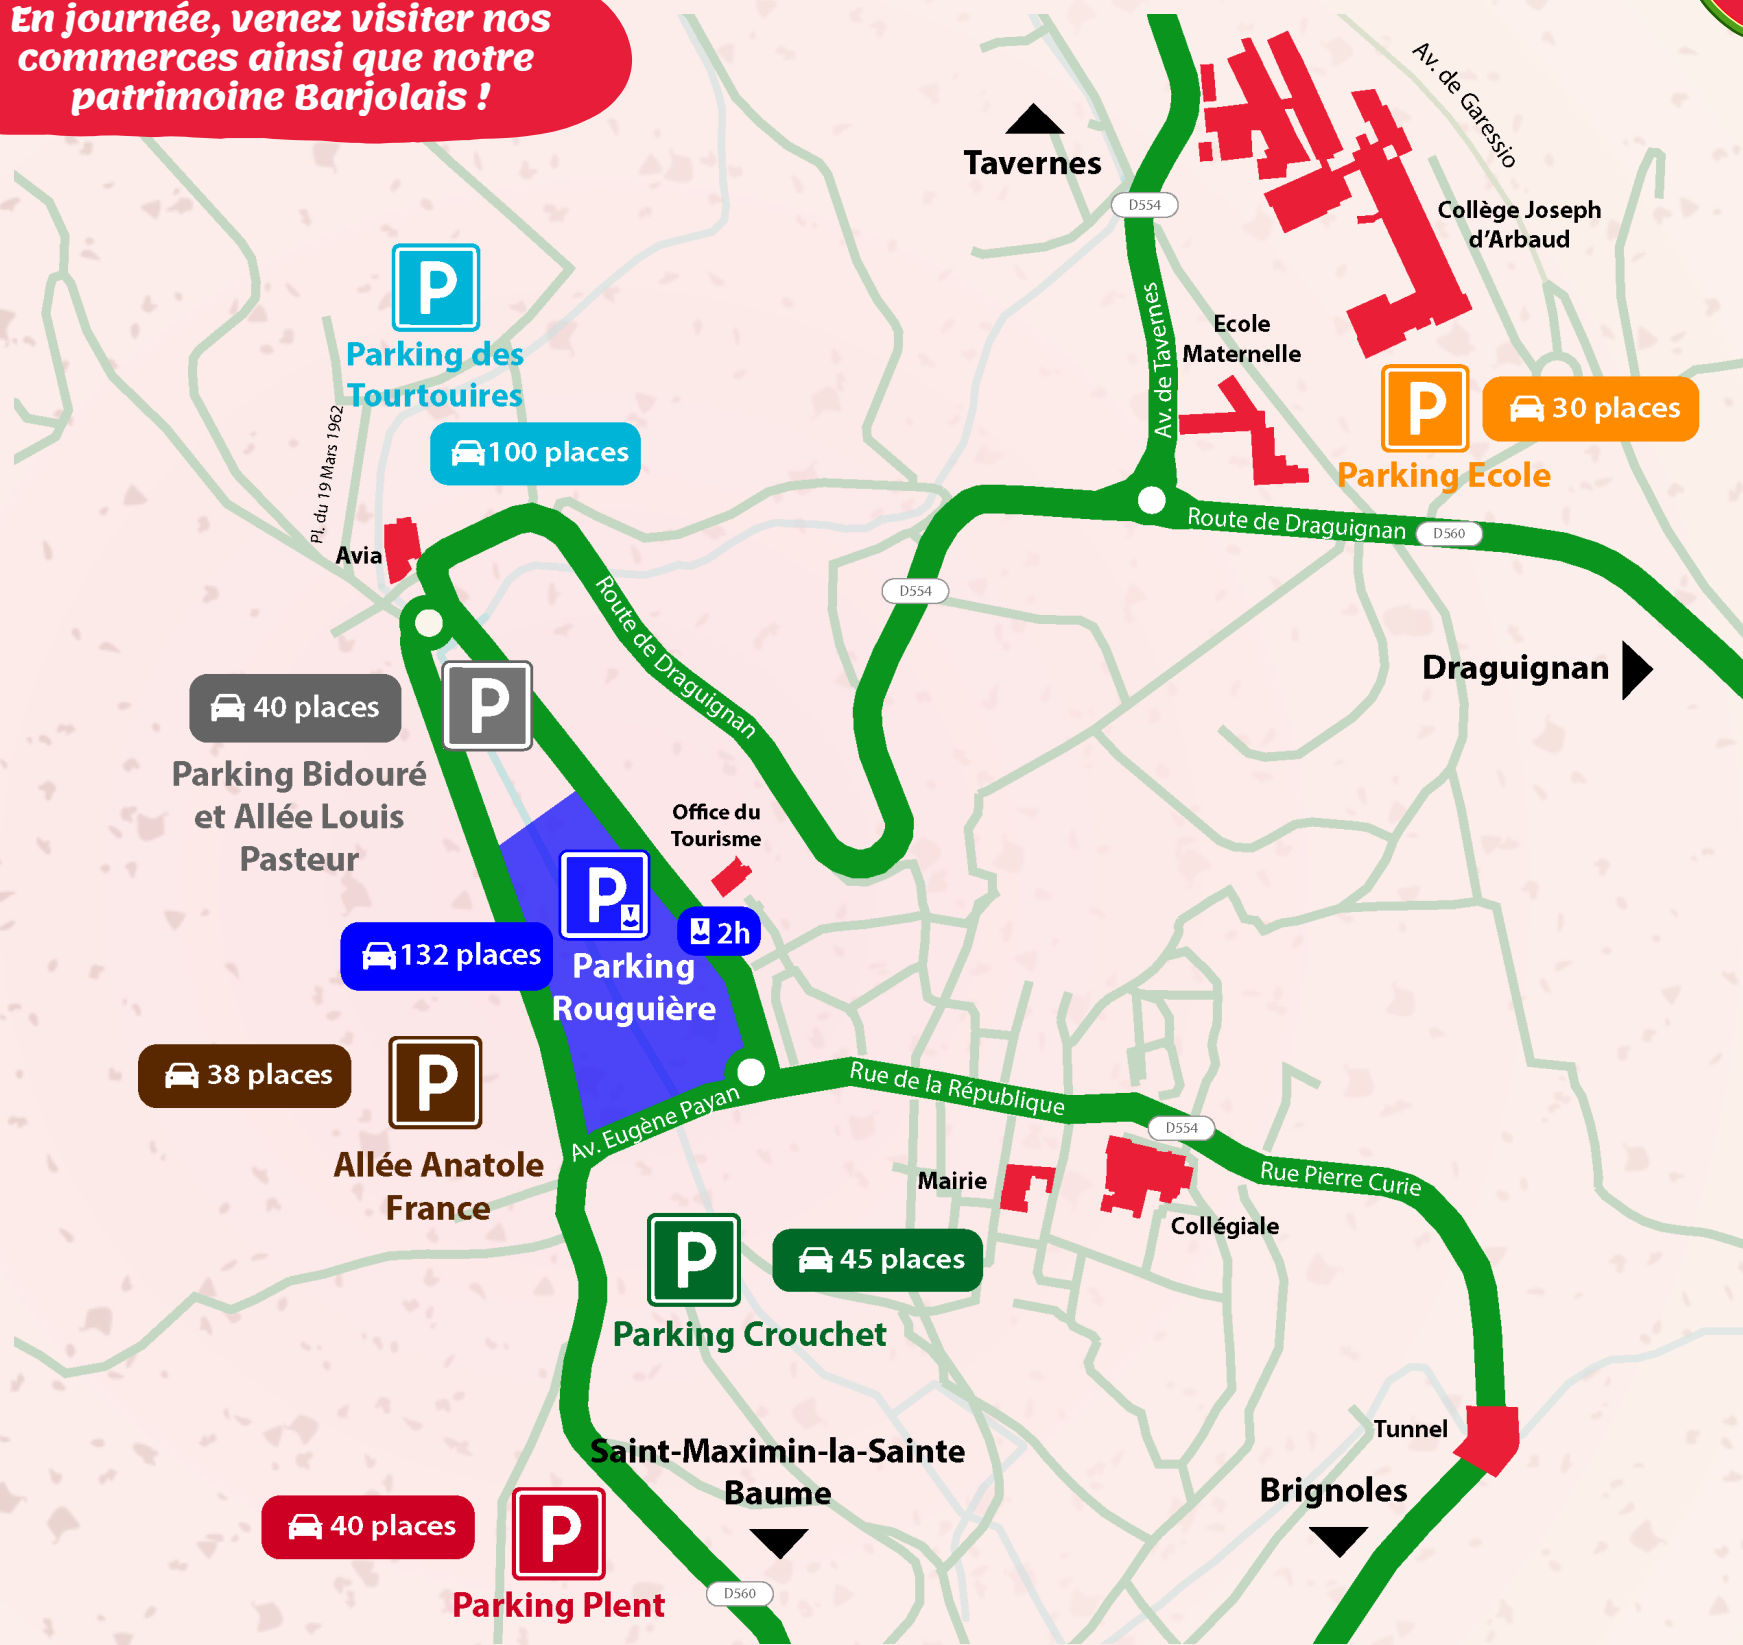 En journée, venez visiter nos
commerces ainsi que notre
patrimoine Barjolais !
Av. de Garessio
Tavernes
D554
Collège Joseph
d'Arbaud
P
Parking des
Tourtouires
100 places
Pl. du 19 Mars 1962
Av. de Tavernes
Ecole
Maternelle
P
30 places
Parking Ecole
Avia
Route de Draguignan
D560
D554
Route de Draguignan
Draguignan
P
40 places
Parking Bidouré
et Allée Louis
Pasteur
Office du
Tourisme
P
2h
132 places
Parking
Rouguière
38 places
P
Allée Anatole
France
Av. Eugène Payan
Rue de la République
D554
Rue Pierre Curie
Mairie
Collégiale
P
45 places
Parking Crouchet
Tunnel
Saint-Maximin-la-Sainte
Baume
Brignoles
40 places
P
Parking Plent
D560